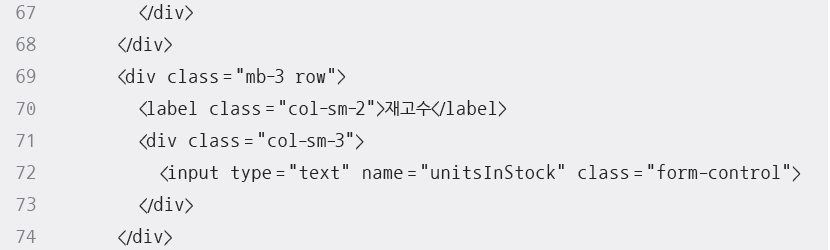 67 </div>
68 </div>
69 <div class="mb-3 row">
70 <label class="col-sm-2">재고수</label>
71 <div class="col-sm-3">
72 <input type="text" name="unitsInStock" class="form-control">
73 </div>
74 </div>